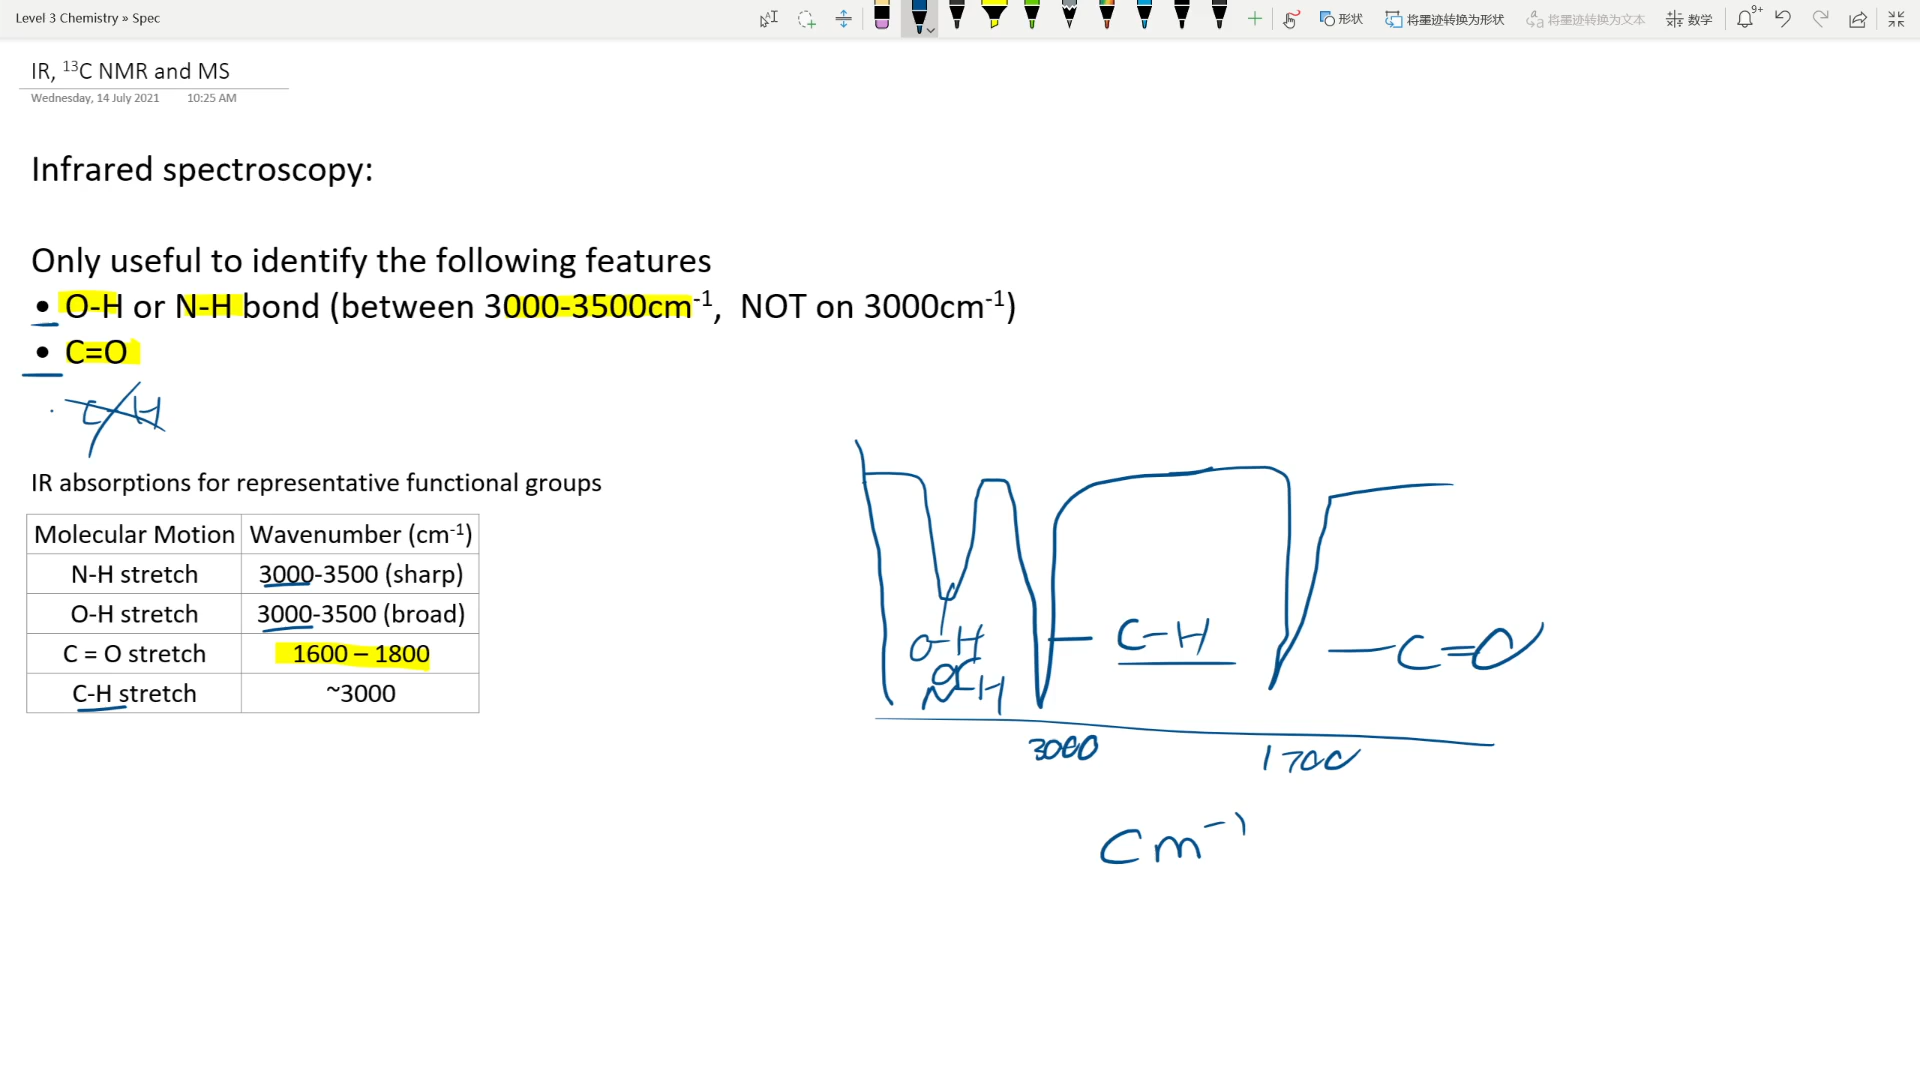 Level 3 Chemistry » Spec
形状
将墨迹转换为形状
将墨迹转换为文本
数学
9+
IR, ¹³C NMR and MS
Wednesday, 14 July 2021 10:25 AM
Infrared spectroscopy:
Only useful to identify the following features
• O-H or N-H bond (between 3000-3500cm⁻¹, NOT on 3000cm⁻¹)
• C=O
· C-H
IR absorptions for representative functional groups
Molecular Motion Wavenumber (cm⁻¹)
N-H stretch 3000-3500 (sharp)
O-H stretch 3000-3500 (broad)
C = O stretch 1600 – 1800
C-H stretch ~3000
O-H
or
N-H
C-H
C=O
3000
1700
cm⁻¹